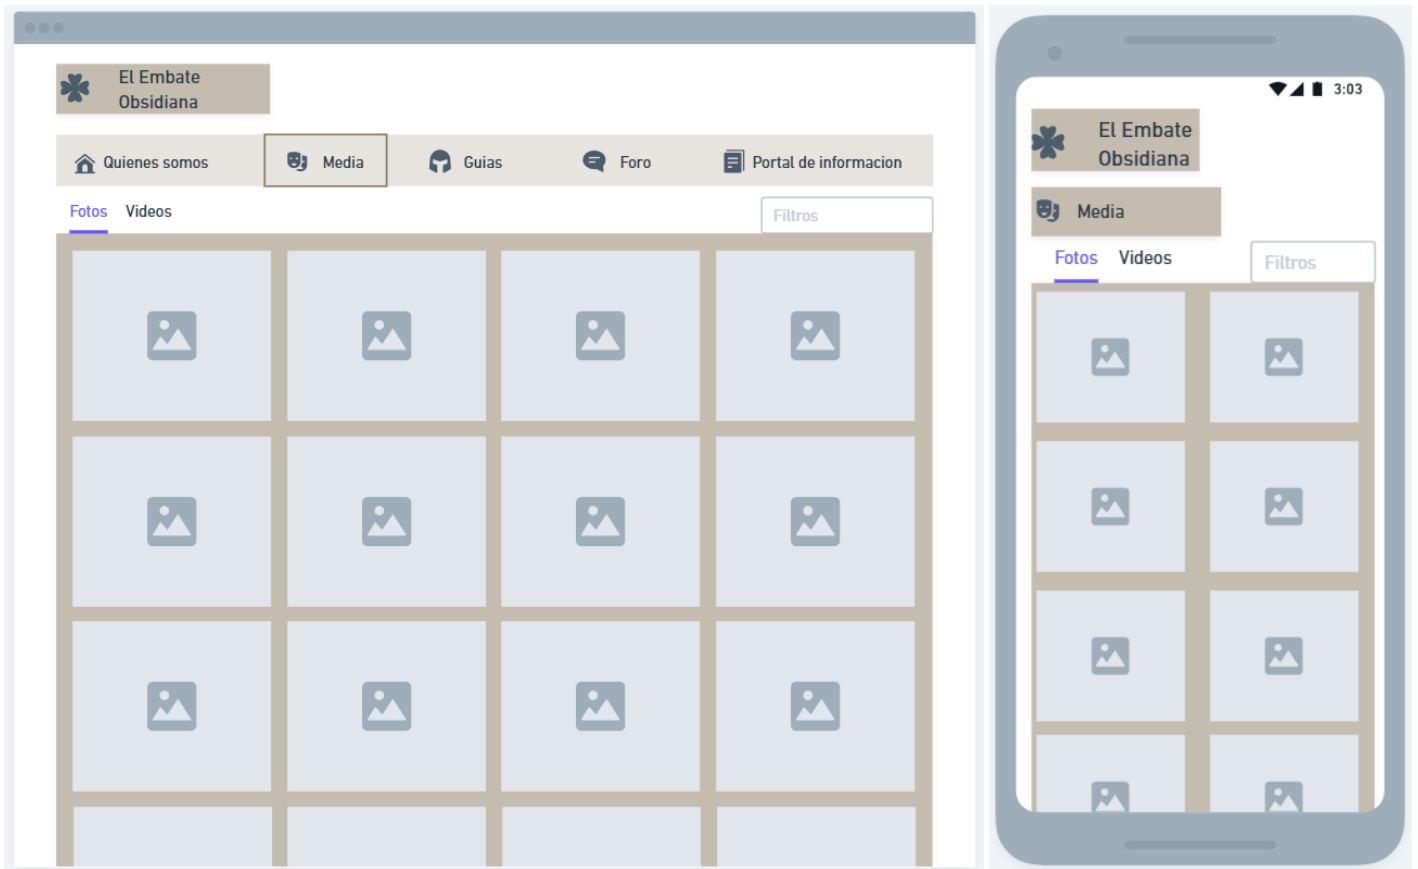 El Embate
Obsidiana
Quienes somos
Media
Guias
Foro
Portal de informacion
Fotos
Videos
Filtros
3:03
El Embate
Obsidiana
Media
Fotos
Videos
Filtros